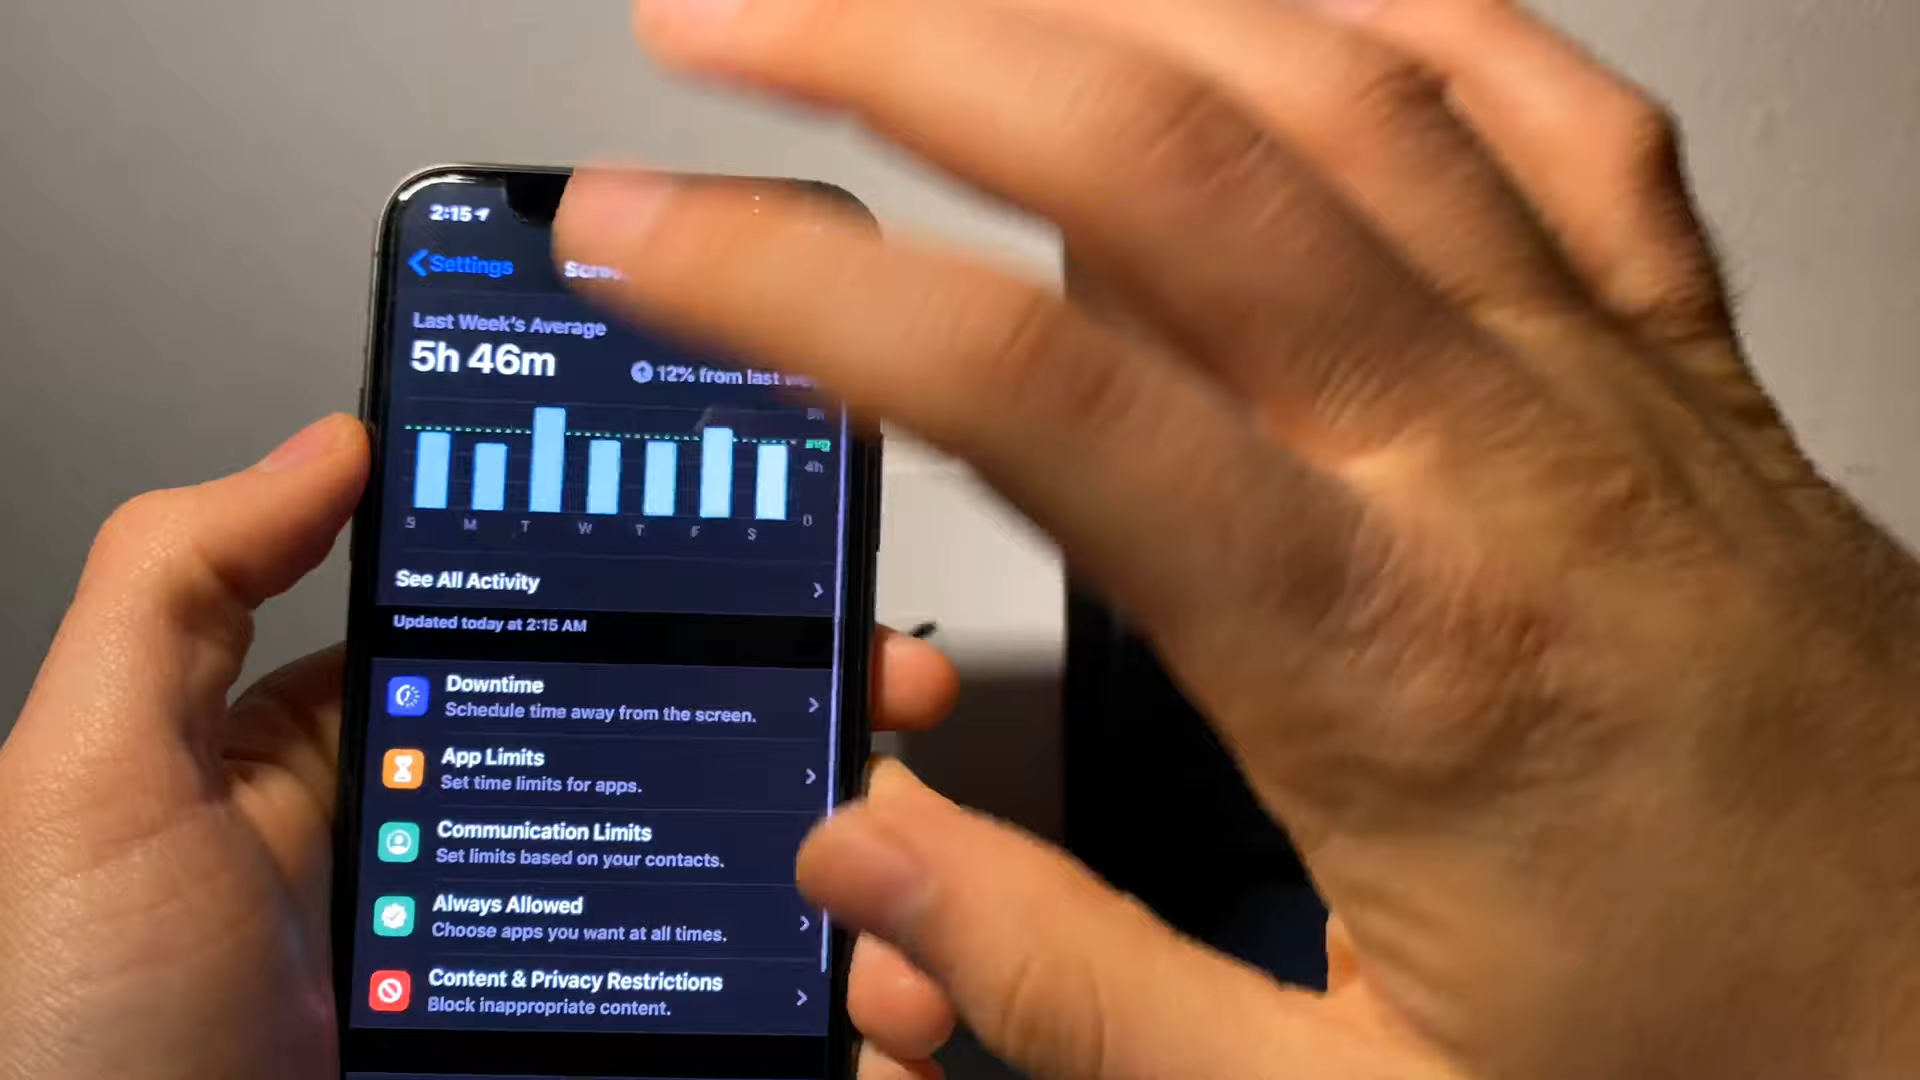 2:15
Settings
Last Week's Average
5h 46m
12% from last
8h
avg
4h
0
S M T W T F S
See All Activity
Updated today at 2:15 AM
Downtime
Schedule time away from the screen.
App Limits
Set time limits for apps.
Communication Limits
Set limits based on your contacts.
Always Allowed
Choose apps you want at all times.
Content & Privacy Restrictions
Block inappropriate content.